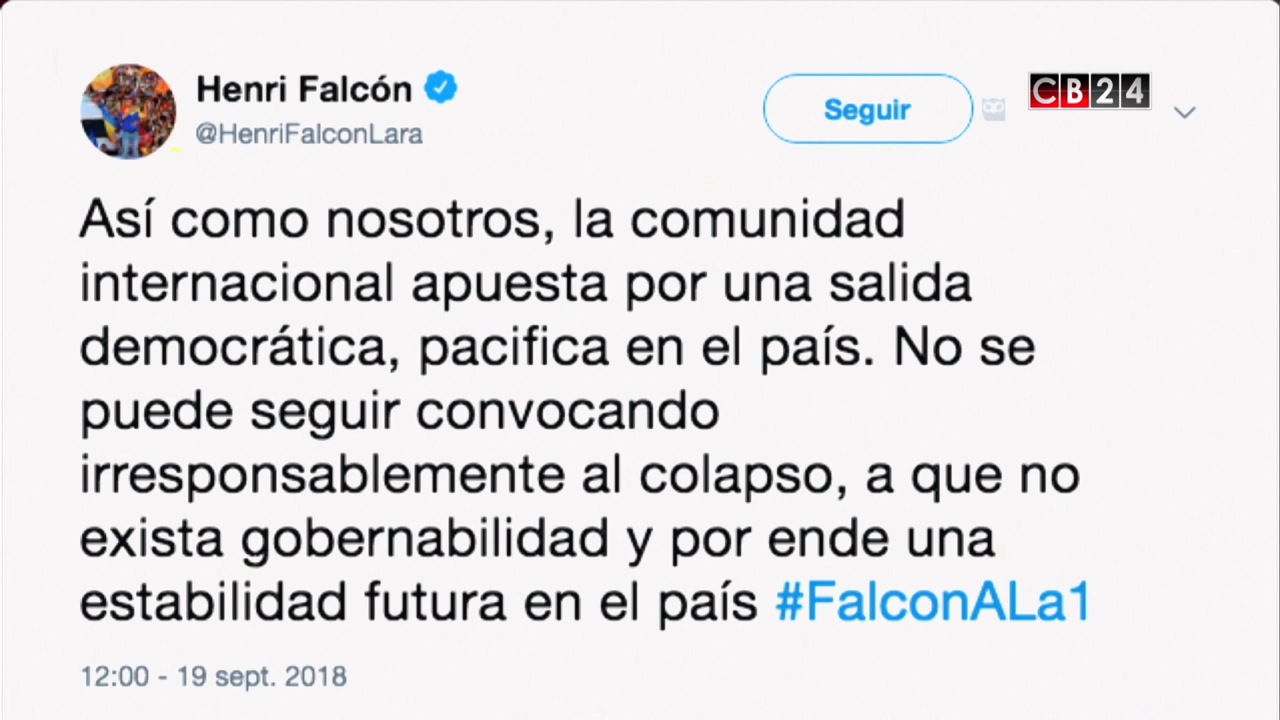 Henri Falcón
@HenriFalconLara
Seguir
CB24
Así como nosotros, la comunidad
internacional apuesta por una salida
democrática, pacifica en el país. No se
puede seguir convocando
irresponsablemente al colapso, a que no
exista gobernabilidad y por ende una
estabilidad futura en el país #FalconALa1
12:00 - 19 sept. 2018